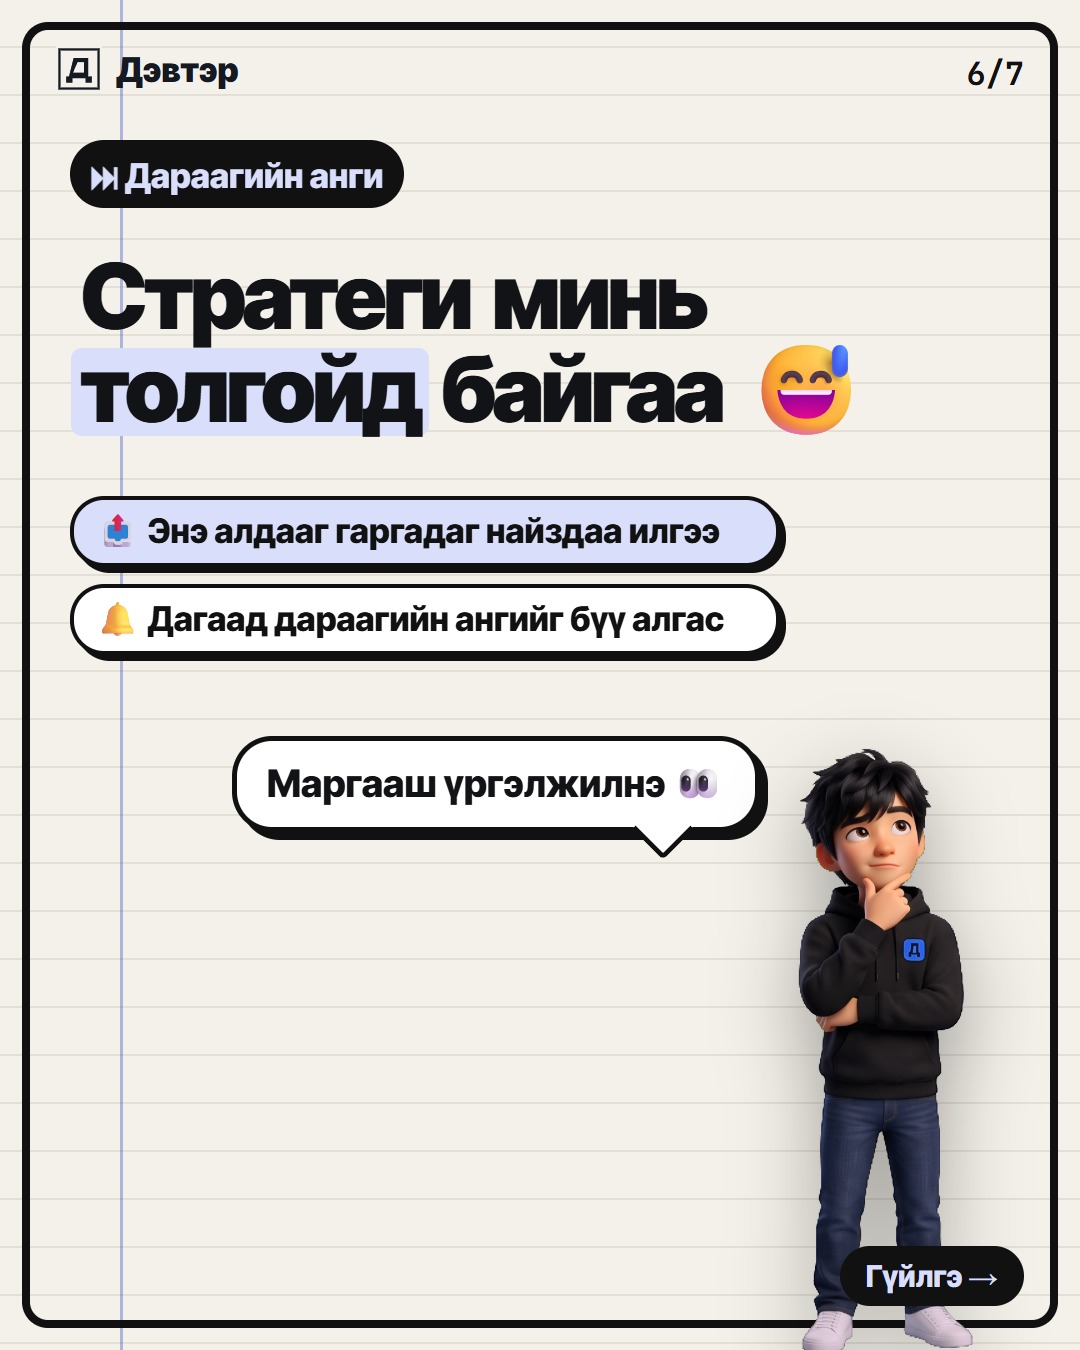 Д Дэвтэр
6/7
⏭ Дараагийн анги
Стратеги минь
толгойд байгаа 😅
📤 Энэ алдааг гаргадаг найздаа илгээ
🔔 Дагаад дараагийн ангийг бүү алгас
Маргааш үргэлжилнэ 👀
Д
Гүйлгэ →